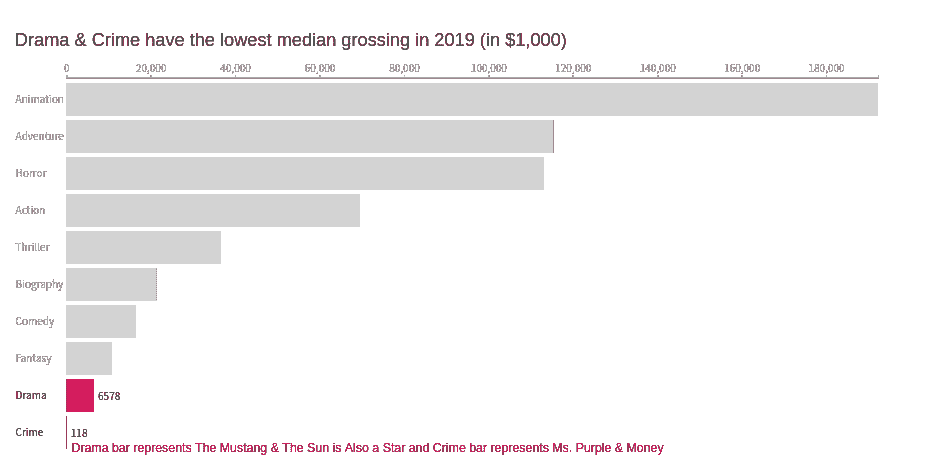 Drama & Crime have the lowest median grossing in 2019 (in $1,000)
0 20,000 40,000 60,000 80,000 100,000 120,000 140,000 160,000 180,000
Animation
Adventure
Horror
Action
Thriller
Biography
Comedy
Fantasy
Drama 6578
Crime 118
Drama bar represents The Mustang & The Sun is Also a Star and Crime bar represents Ms. Purple & Money